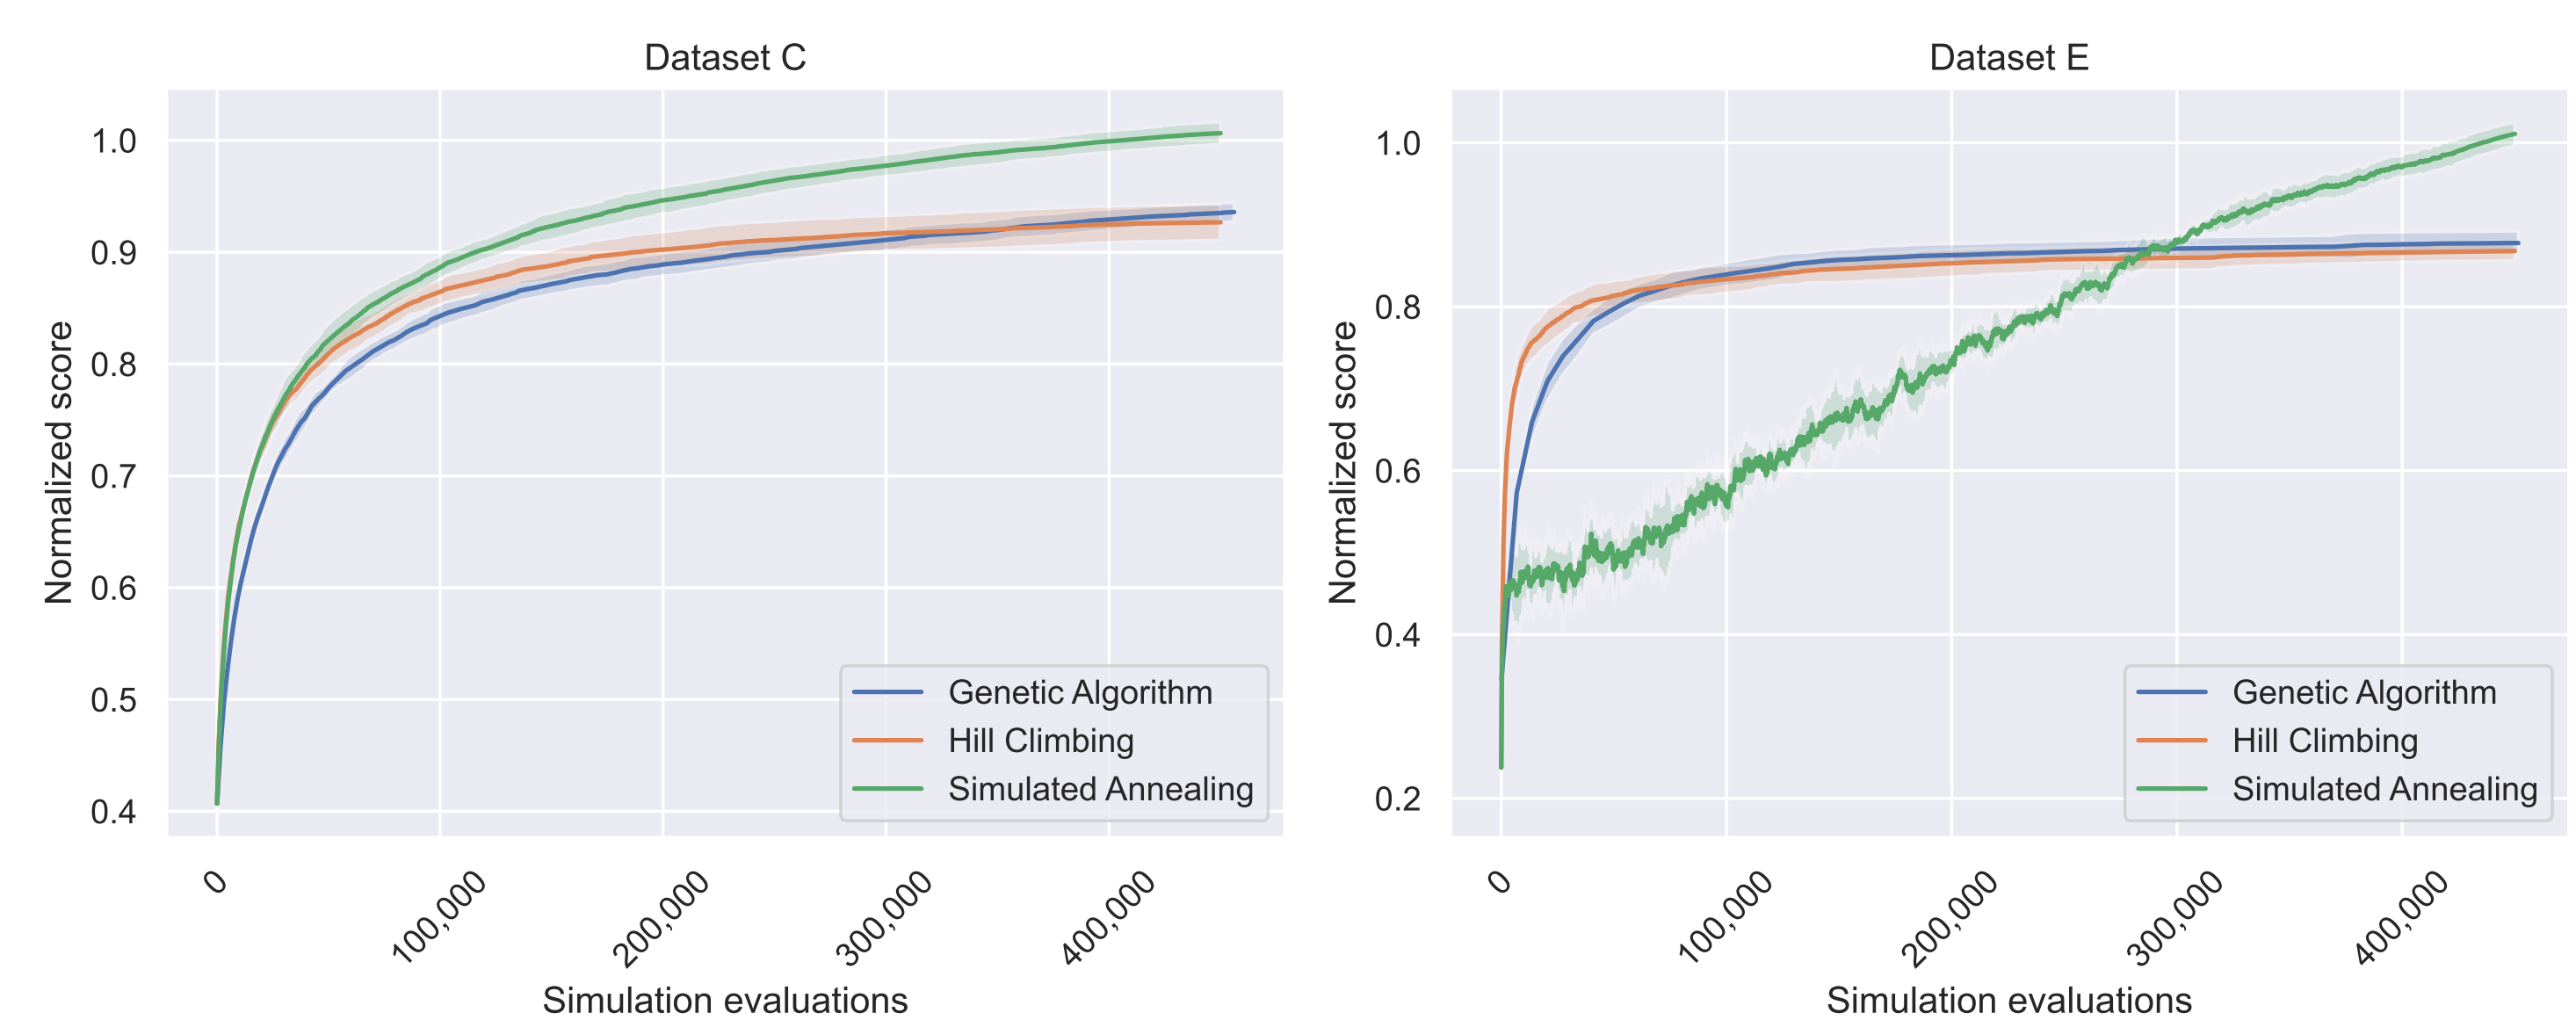 Dataset C
Normalized score
1.0
0.9
0.8
0.7
0.6
0.5
0.4
Genetic Algorithm
Hill Climbing
Simulated Annealing
0
100,000
200,000
300,000
400,000
Simulation evaluations
Dataset E
Normalized score
1.0
0.8
0.6
0.4
0.2
Genetic Algorithm
Hill Climbing
Simulated Annealing
0
100,000
200,000
300,000
400,000
Simulation evaluations